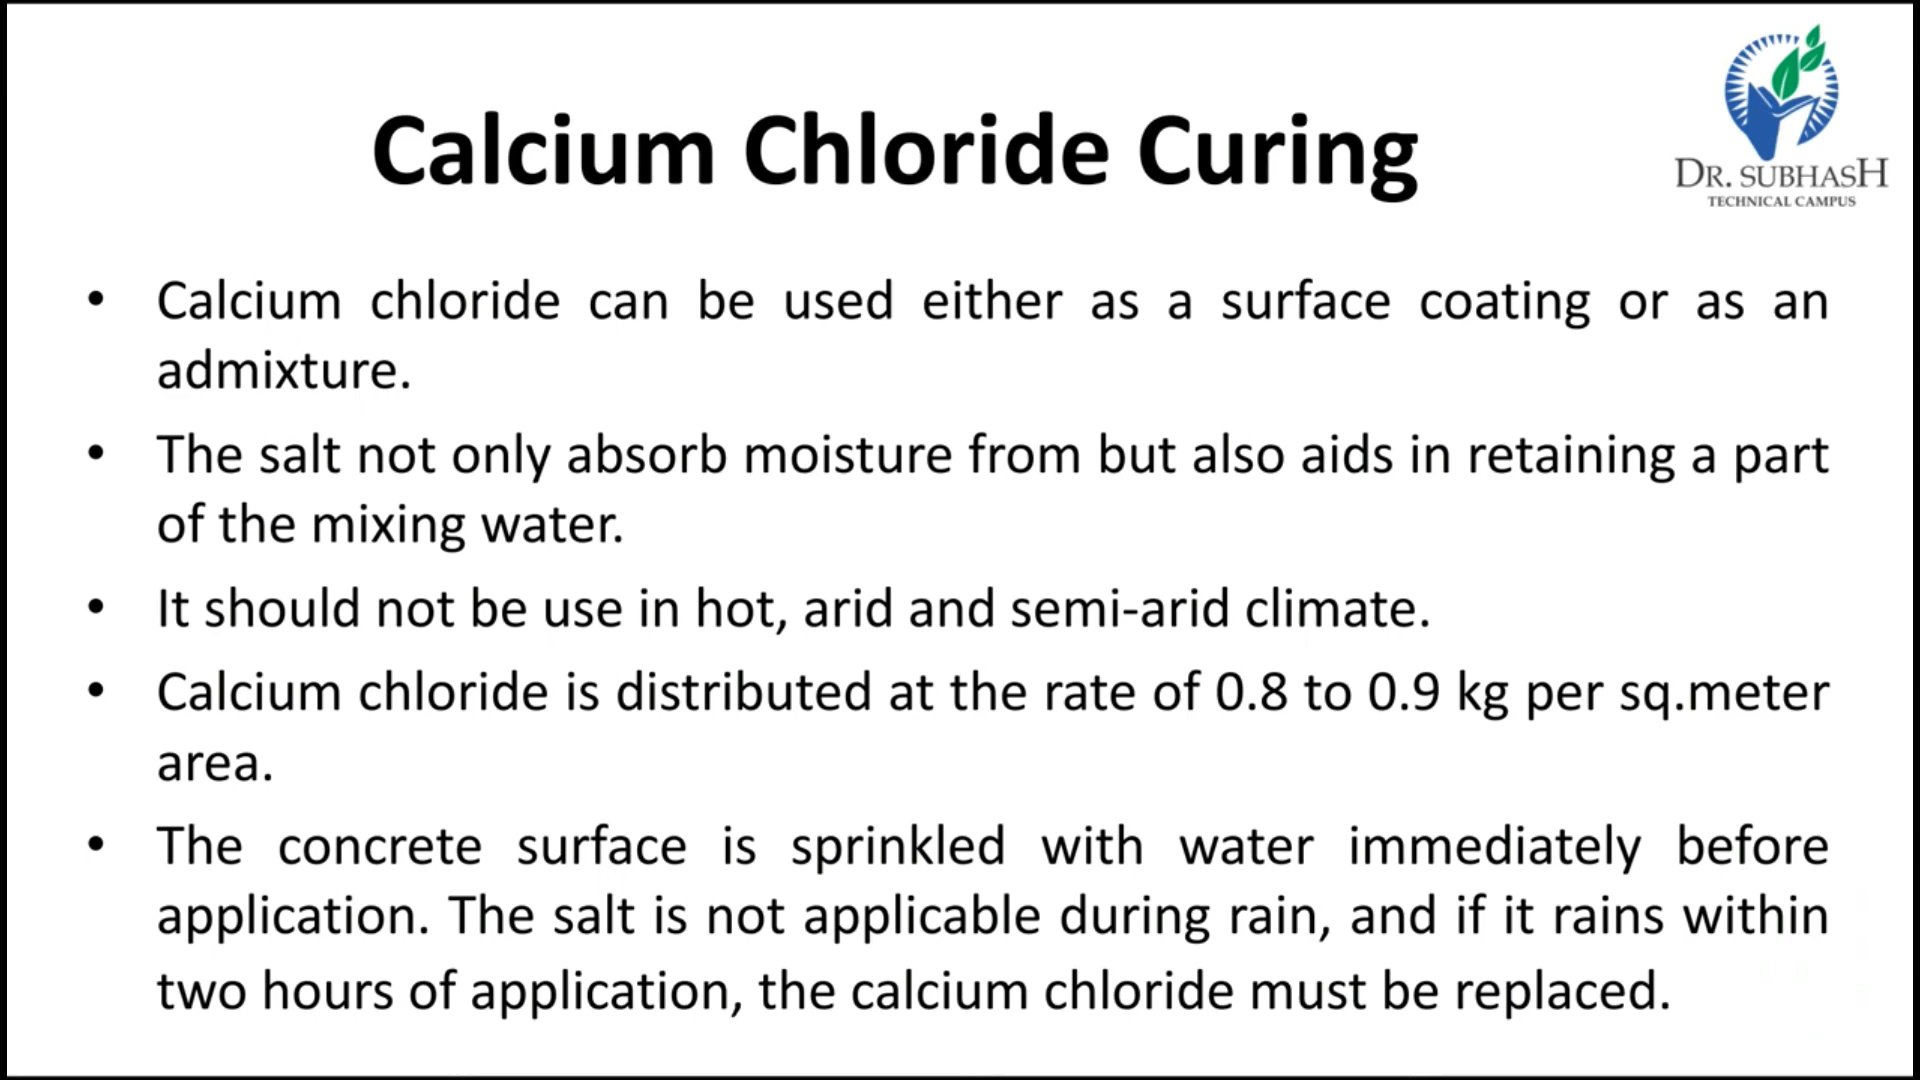 DR. SUBHASH
TECHNICAL CAMPUS
Calcium Chloride Curing
• Calcium chloride can be used either as a surface coating or as an
admixture.
• The salt not only absorb moisture from but also aids in retaining a part
of the mixing water.
• It should not be use in hot, arid and semi-arid climate.
• Calcium chloride is distributed at the rate of 0.8 to 0.9 kg per sq.meter
area.
• The concrete surface is sprinkled with water immediately before
application. The salt is not applicable during rain, and if it rains within
two hours of application, the calcium chloride must be replaced.